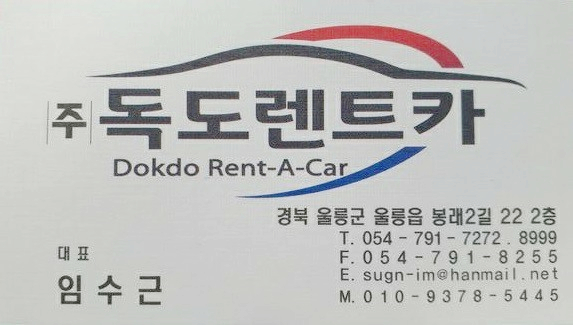 주 독도렌트카
Dokdo Rent-A-Car
경북 울릉군 울릉읍 봉래2길 22 2층
T. 054-791-7272 . 8999
F. 054-791-8255
E. sugn-im@hanmail.net
M. 010-9378-5445
대표
임수근